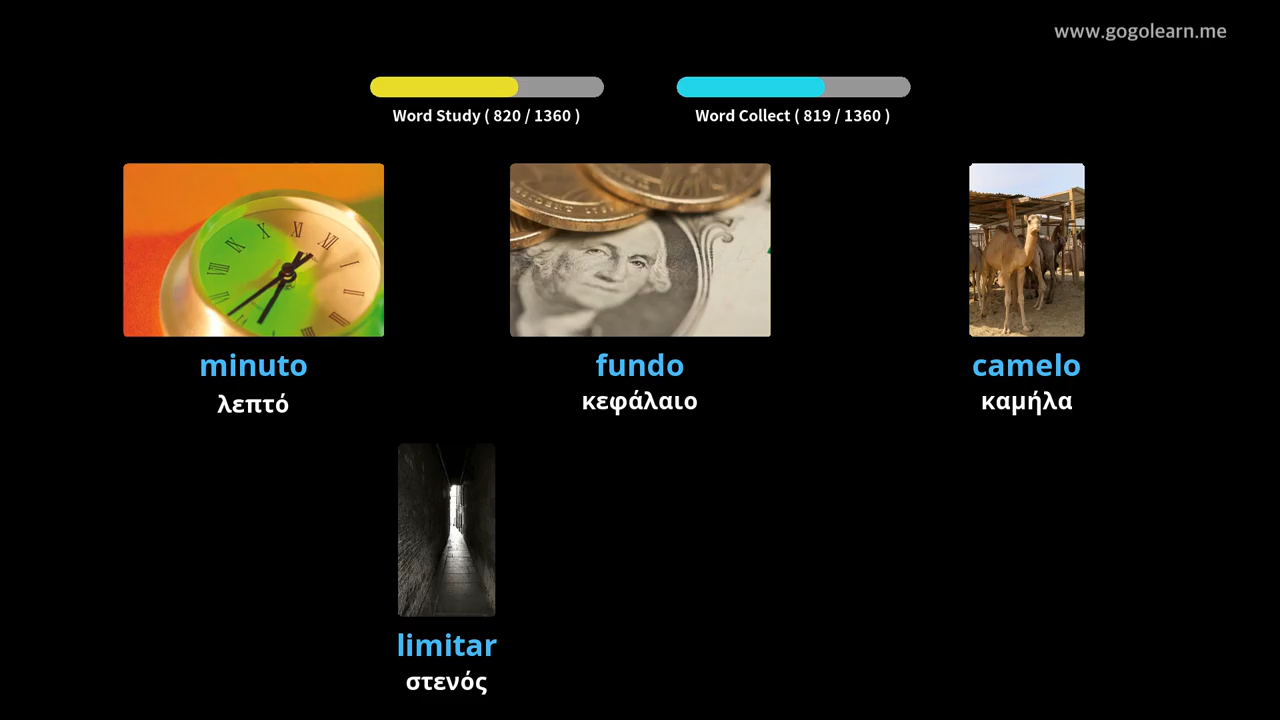 www.gogolearn.me
Word Study ( 820 / 1360 )
Word Collect ( 819 / 1360 )
minuto
λεπτό
fundo
κεφάλαιο
camelo
καμήλα
limitar
στενός